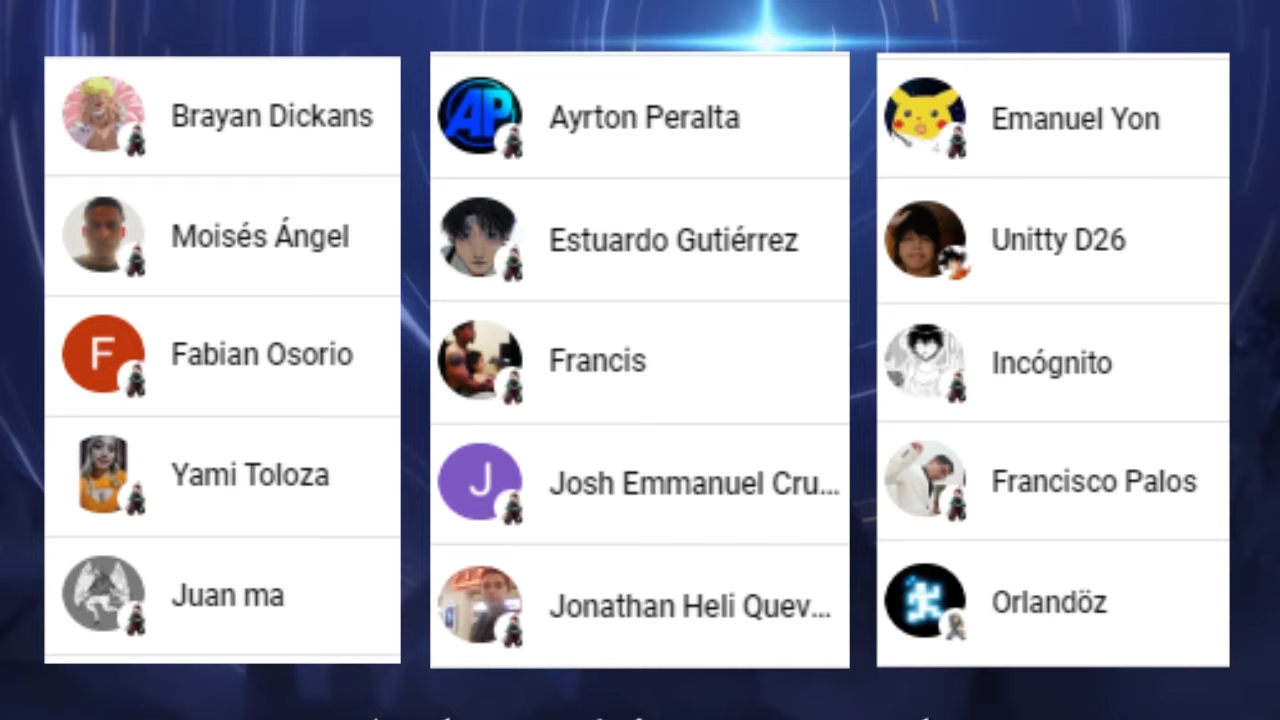 Brayan Dickans
Moisés Ángel
F
Fabian Osorio
Yami Toloza
Juan ma
AP
Ayrton Peralta
Estuardo Gutiérrez
Francis
J
Josh Emmanuel Cru...
Jonathan Heli Quev...
Emanuel Yon
Unitty D26
Incógnito
Francisco Palos
Orlandöz